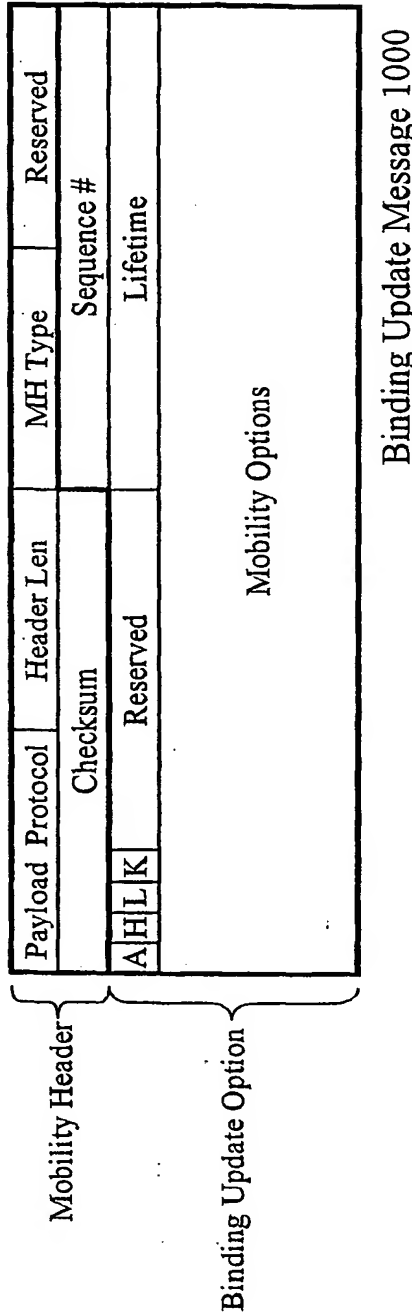 Mobility Header
Payload Protocol Header Len MH Type Reserved
Checksum Sequence #
Binding Update Option
A H L K Reserved Lifetime
Mobility Options
Binding Update Message 1000